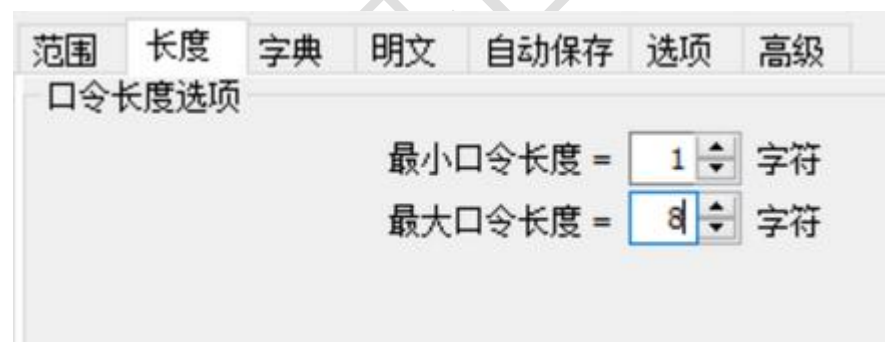 范围 长度 字典 明文 自动保存 选项 高级
口令长度选项
最小口令长度 = 1 字符
最大口令长度 = 8 字符